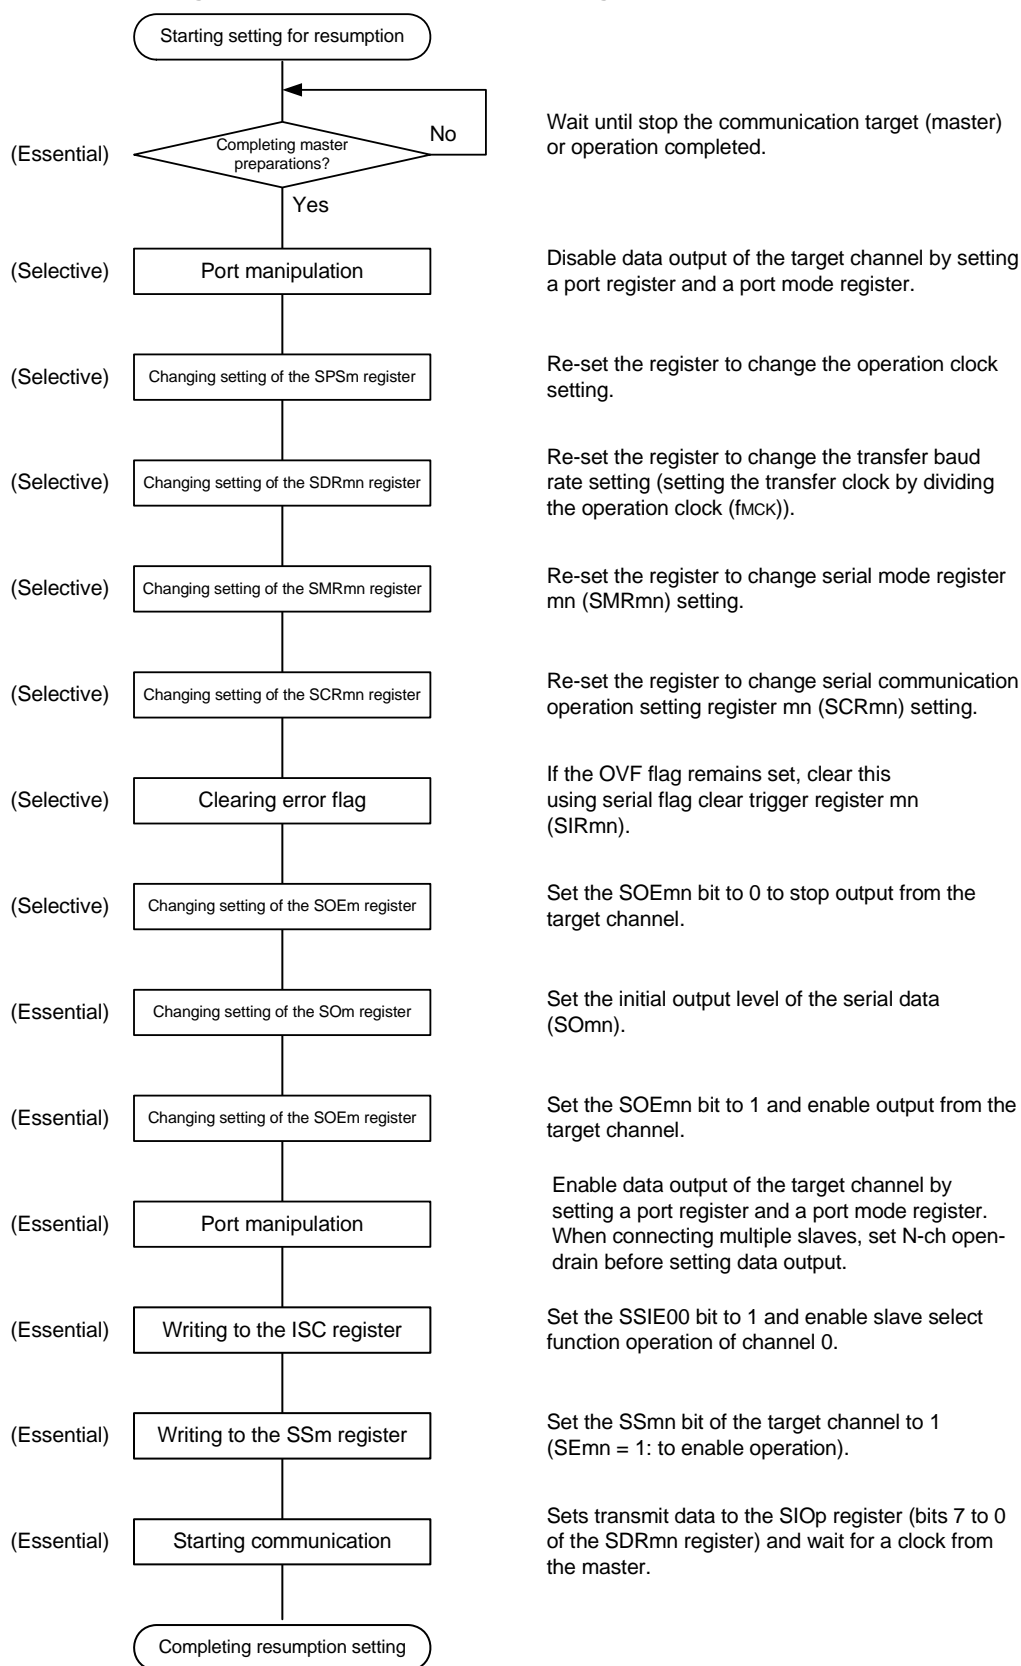 Starting setting for resumption
(Essential)
Completing master
preparations?
No
Yes
Wait until stop the communication target (master)
or operation completed.
(Selective)
Port manipulation
Disable data output of the target channel by setting
a port register and a port mode register.
(Selective)
Changing setting of the SPSm register
Re-set the register to change the operation clock
setting.
(Selective)
Changing setting of the SDRmn register
Re-set the register to change the transfer baud
rate setting (setting the transfer clock by dividing
the operation clock (fMCK)).
(Selective)
Changing setting of the SMRmn register
Re-set the register to change serial mode register
mn (SMRmn) setting.
(Selective)
Changing setting of the SCRmn register
Re-set the register to change serial communication
operation setting register mn (SCRmn) setting.
(Selective)
Clearing error flag
If the OVF flag remains set, clear this
using serial flag clear trigger register mn
(SIRmn).
(Selective)
Changing setting of the SOEm register
Set the SOEmn bit to 0 to stop output from the
target channel.
(Essential)
Changing setting of the SOm register
Set the initial output level of the serial data
(SOmn).
(Essential)
Changing setting of the SOEm register
Set the SOEmn bit to 1 and enable output from the
target channel.
(Essential)
Port manipulation
Enable data output of the target channel by
setting a port register and a port mode register.
When connecting multiple slaves, set N-ch open-
drain before setting data output.
(Essential)
Writing to the ISC register
Set the SSIE00 bit to 1 and enable slave select
function operation of channel 0.
(Essential)
Writing to the SSm register
Set the SSmn bit of the target channel to 1
(SEmn = 1: to enable operation).
(Essential)
Starting communication
Sets transmit data to the SIOp register (bits 7 to 0
of the SDRmn register) and wait for a clock from
the master.
Completing resumption setting